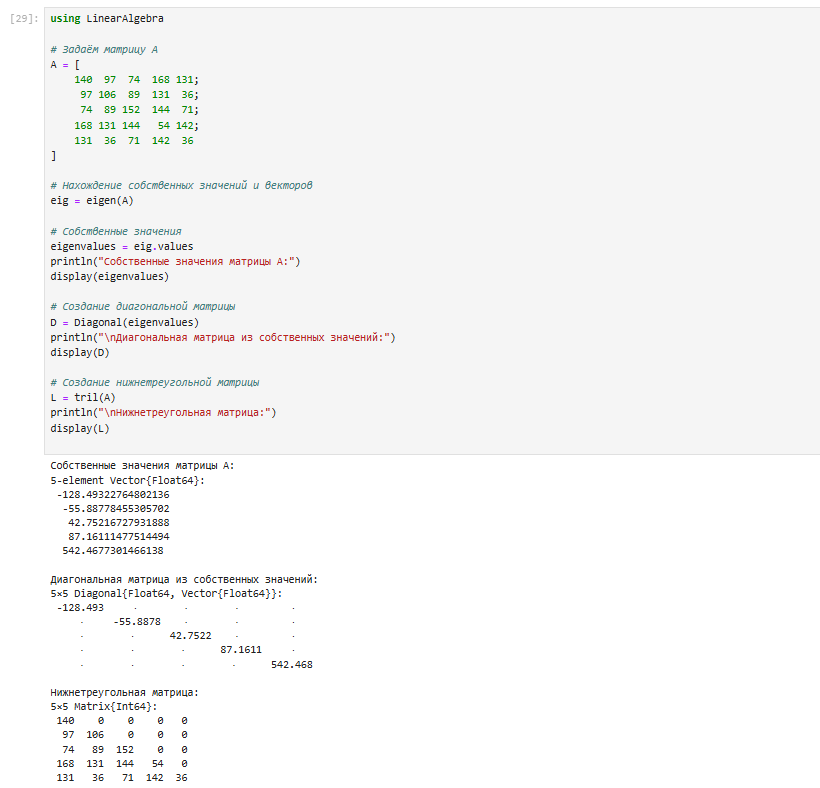 [29]: using LinearAlgebra
# Задаём матрицу A
A = [
140 97 74 168 131;
97 106 89 131 36;
74 89 152 144 71;
168 131 144 54 142;
131 36 71 142 36
]
# Нахождение собственных значений и векторов
eig = eigen(A)
# Собственные значения
eigenvalues = eig.values
println("Собственные значения матрицы A:")
display(eigenvalues)
# Создание диагональной матрицы
D = Diagonal(eigenvalues)
println("\nДиагональная матрица из собственных значений:")
display(D)
# Создание нижнетреугольной матрицы
L = tril(A)
println("\nНижнетреугольная матрица:")
display(L)
Собственные значения матрицы A:
5-element Vector{Float64}:
-128.49322764802136
-55.88778455305702
42.75216727931888
87.16111477514494
542.4677301466138
Диагональная матрица из собственных значений:
5×5 Diagonal{Float64, Vector{Float64}}:
-128.493 · · · ·
· -55.8878 · · ·
· · 42.7522 · ·
· · · 87.1611 ·
· · · · 542.468
Нижнетреугольная матрица:
5×5 Matrix{Int64}:
140 0 0 0 0
97 106 0 0 0
74 89 152 0 0
168 131 144 54 0
131 36 71 142 36